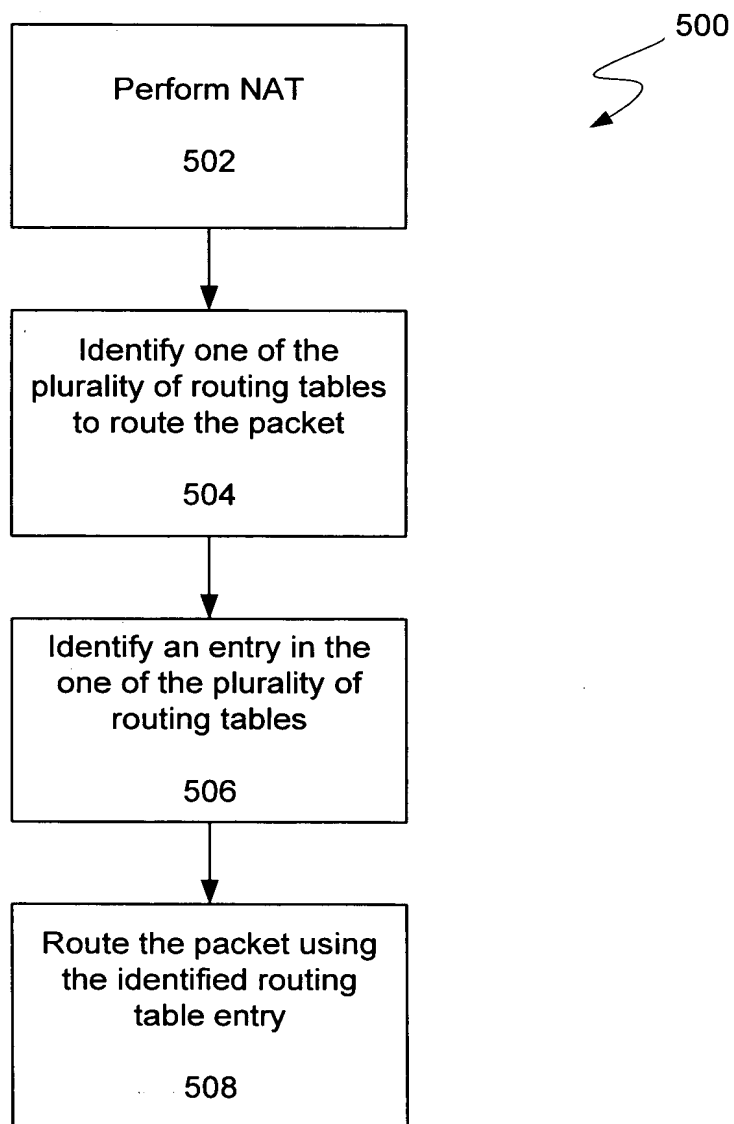 500
Perform NAT
502
Identify one of the
plurality of routing tables
to route the packet
504
Identify an entry in the
one of the plurality of
routing tables
506
Route the packet using
the identified routing
table entry
508